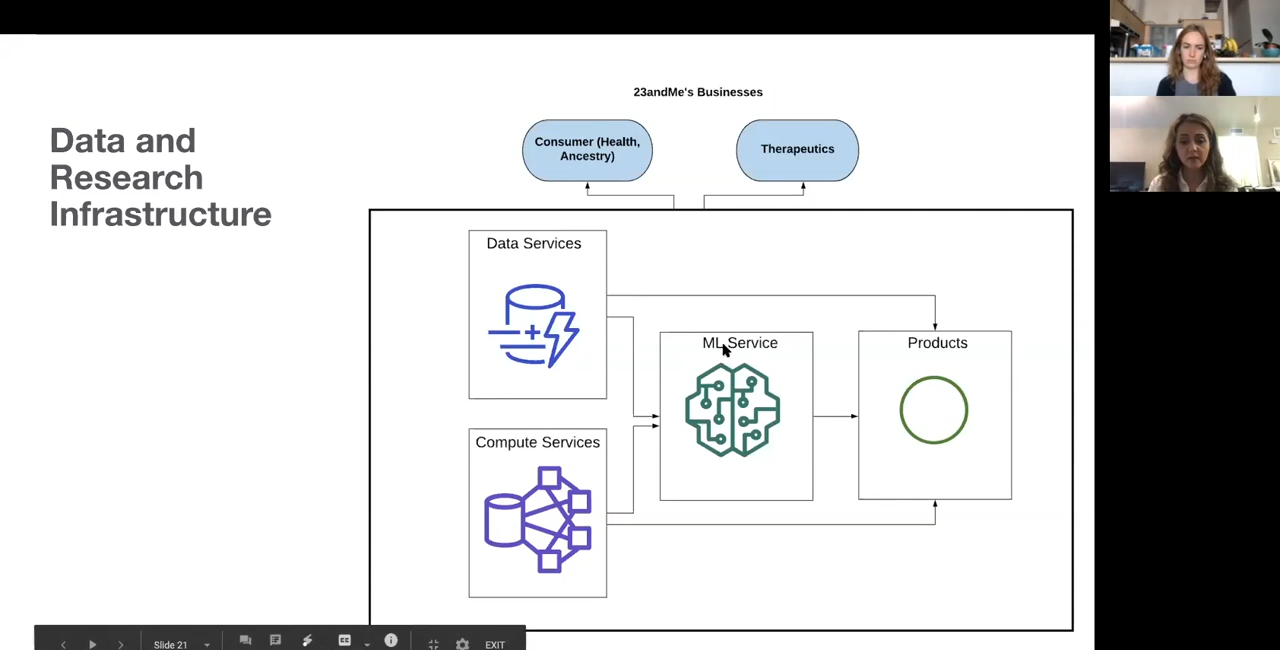 Data and
Research
Infrastructure
23andMe's Businesses
Consumer (Health,
Ancestry)
Therapeutics
Data Services
ML Service
Products
Compute Services
Slide 21
CC
EXIT